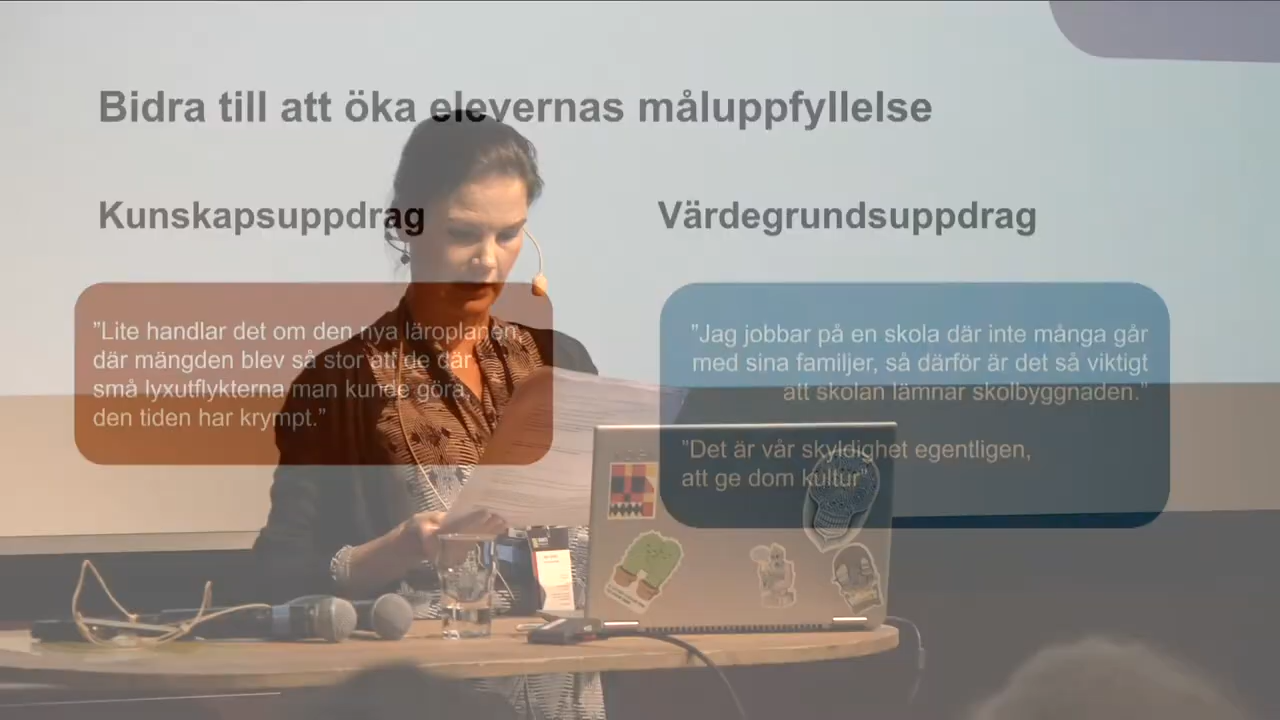 Bidra till att öka elevernas måluppfyllelse
Kunskapsuppdrag
Värdegrundsuppdrag
”Lite handlar det om den nya läroplanen,
där mängden blev så stor att de där
små lyxutflykterna man kunde göra,
den tiden har krympt.”
”Jag jobbar på en skola där inte många går
med sina familjer, så därför är det så viktigt
att skolan lämnar skolbyggnaden.”
”Det är vår skyldighet egentligen,
att ge dom kultur”